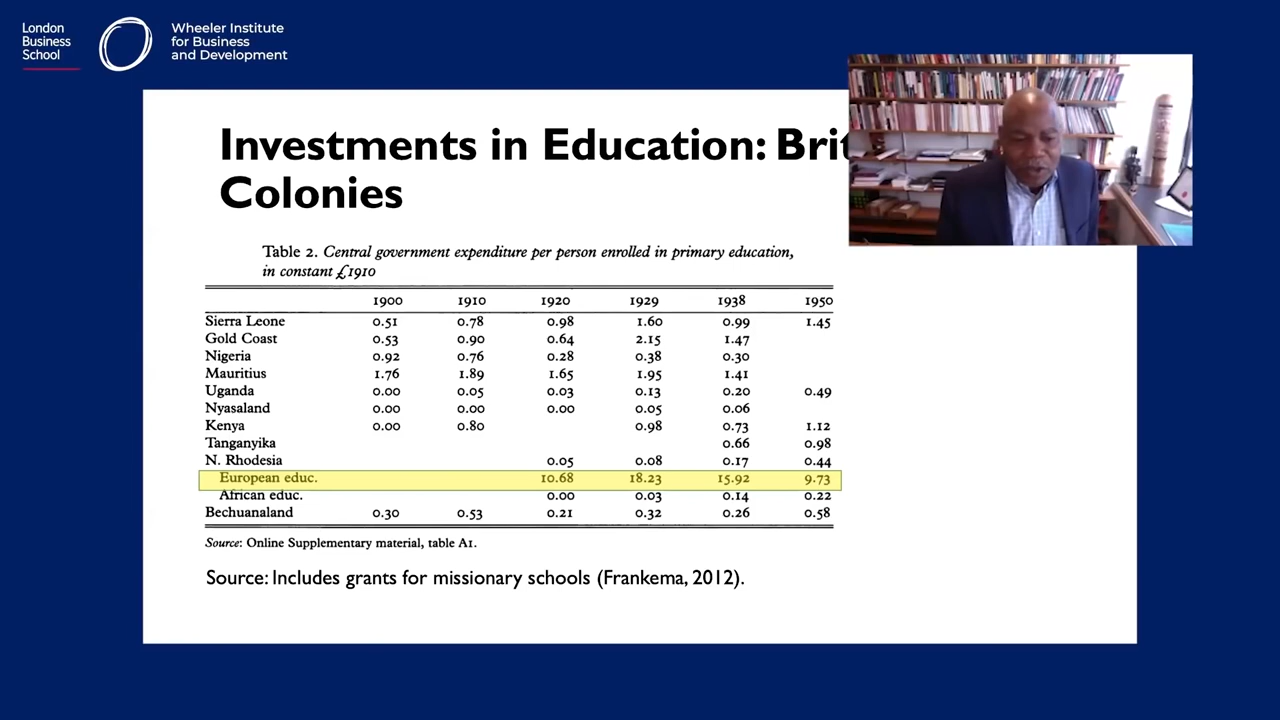 London
Business
School
Wheeler Institute
for Business
and Development
Investments in Education: Brit
Colonies
Table 2. Central government expenditure per person enrolled in primary education,
in constant £1910
1900 1910 1920 1929 1938 1950
Sierra Leone 0.51 0.78 0.98 1.60 0.99 1.45
Gold Coast 0.53 0.90 0.64 2.15 1.47
Nigeria 0.92 0.76 0.28 0.38 0.30
Mauritius 1.76 1.89 1.65 1.95 1.41
Uganda 0.00 0.05 0.03 0.13 0.20 0.49
Nyasaland 0.00 0.00 0.00 0.05 0.06
Kenya 0.00 0.80 0.98 0.73 1.12
Tanganyika 0.66 0.98
N. Rhodesia 0.05 0.08 0.17 0.44
European educ. 10.68 18.23 15.92 9.73
African educ. 0.00 0.03 0.14 0.22
Bechuanaland 0.30 0.53 0.21 0.32 0.26 0.58
Source: Online Supplementary material, table A1.
Source: Includes grants for missionary schools (Frankema, 2012).